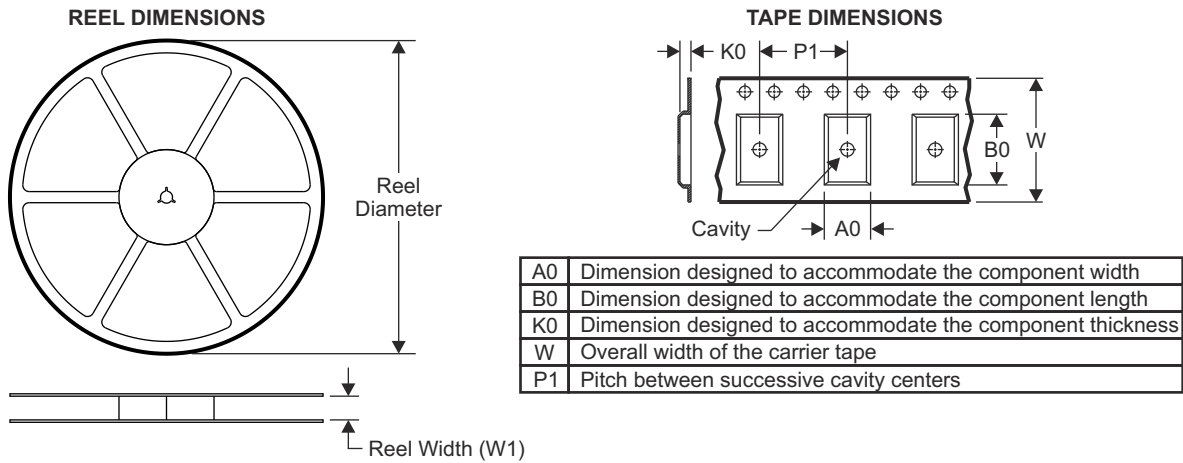 REEL DIMENSIONS
Reel
Diameter
Reel Width (W1)
TAPE DIMENSIONS
K0
P1
B0
W
Cavity
A0
A0 Dimension designed to accommodate the component width
B0 Dimension designed to accommodate the component length
K0 Dimension designed to accommodate the component thickness
W Overall width of the carrier tape
P1 Pitch between successive cavity centers